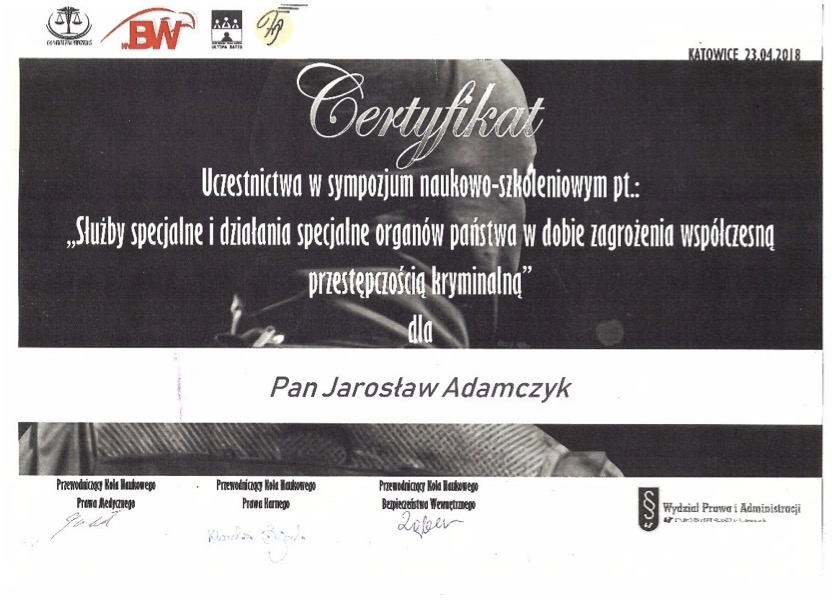 BW
KATOWICE 23.04.2018
Certyfikat
Uczestnictwa w sympozjum naukowo-szkoleniowym pt.:
„Służby specjalne i działania specjalne organów państwa w dobie zagrożenia współczesną
przestępczością kryminalną”
dla
Pan Jarosław Adamczyk
Przewodniczący Koła Naukowego
Prawa Medycznego
Przewodniczący Koła Naukowego
Prawa Karnego
Przewodniczący Koła Naukowego
Bezpieczeństwa Wewnętrznego
Wydział Prawa i Administracji